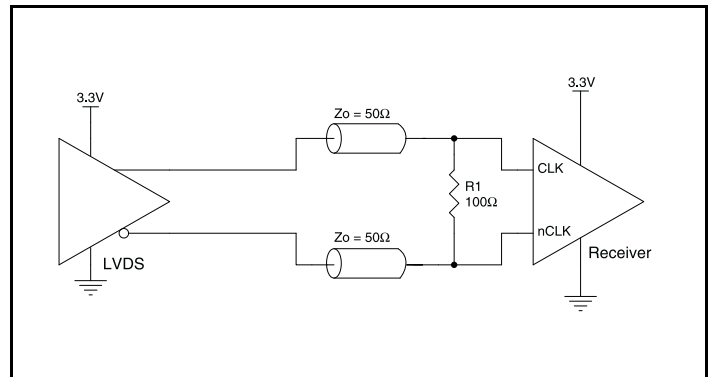 3.3V
3.3V
Zo = 50Ω
CLK
R1
100Ω
nCLK
Zo = 50Ω
Receiver
LVDS